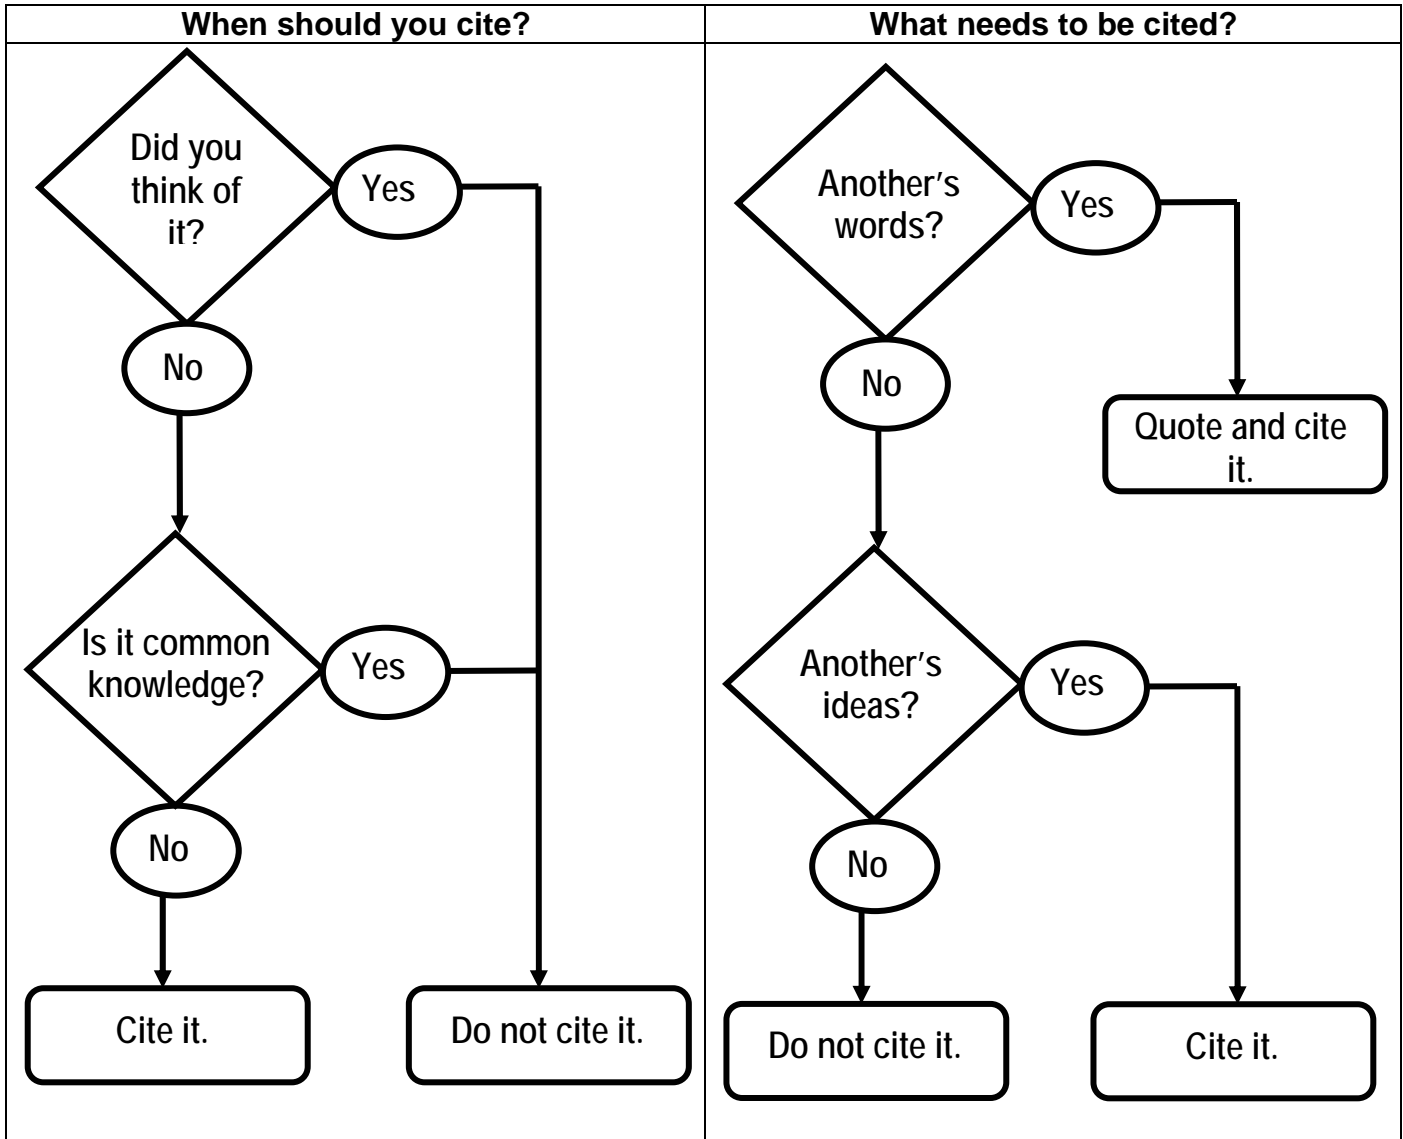 When should you cite?
Did you
think of
it?
Yes
No
Is it common
knowledge?
Yes
No
Cite it.
Do not cite it.
What needs to be cited?
Another's
words?
Yes
No
Quote and cite
it.
Another's
ideas?
Yes
No
Do not cite it.
Cite it.